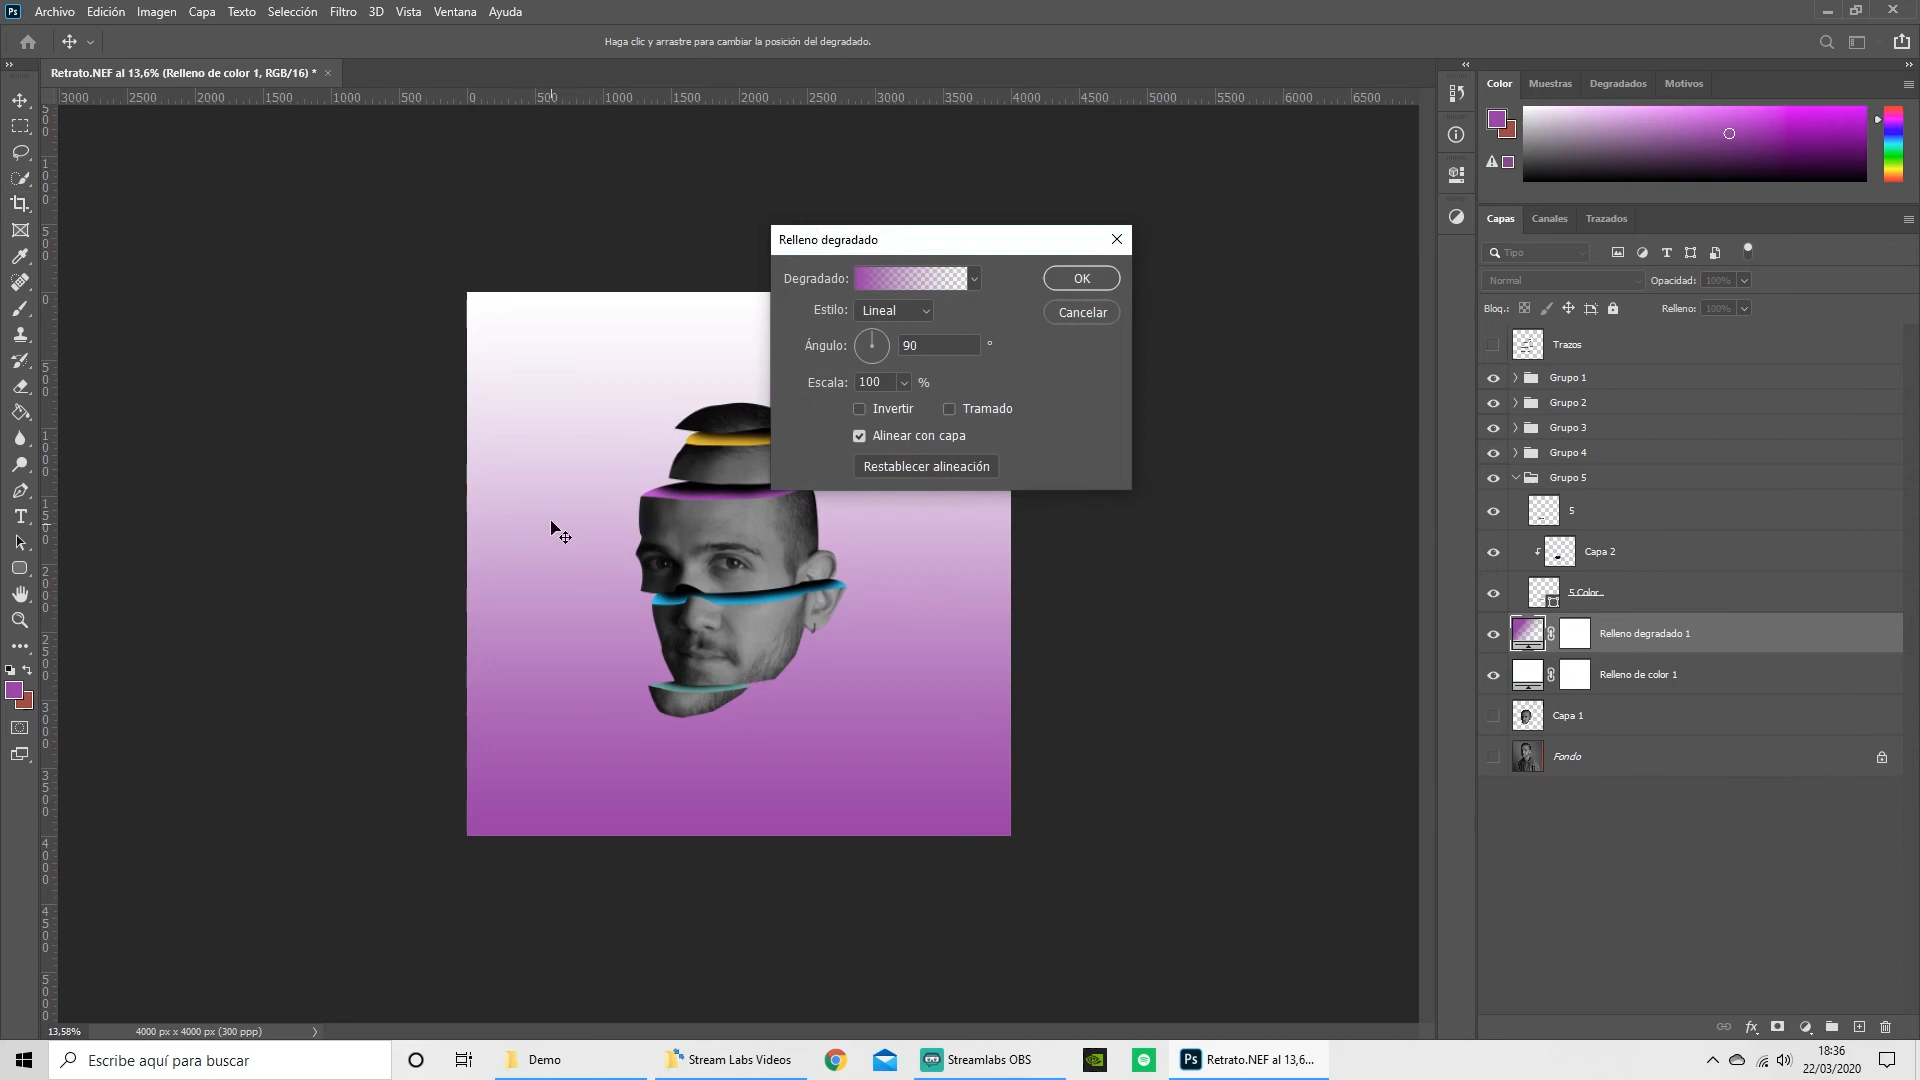 Ps Archivo Edición Imagen Capa Texto Selección Filtro 3D Vista Ventana Ayuda
Haga clic y arrastre para cambiar la posición del degradado.
Retrato.NEF al 13,6% (Relleno de color 1, RGB/16) * ×
3000 2500 2000 1500 1000 500 0 500 1000 1500 2000 2500 3000 3500 4000 4500 5000 5500 6000 6500
Color Muestras Degradados Motivos
Capas Canales Trazados
Tipo
Normal Opacidad: 100%
Bloq.: Relleno: 100%
Trazos
Grupo 1
Grupo 2
Grupo 3
Grupo 4
Grupo 5
5
Capa 2
5 Color
Relleno degradado 1
Relleno de color 1
Capa 1
Fondo
Relleno degradado
Degradado: OK
Estilo: Lineal Cancelar
Ángulo: 90 °
Escala: 100 %
Invertir Tramado
Alinear con capa
Restablecer alineación
13,58% 4000 px x 4000 px (300 ppp)
Escribe aquí para buscar
Demo
Stream Labs Videos
Streamlabs OBS
Ps Retrato.NEF al 13,6...
18:36
22/03/2020